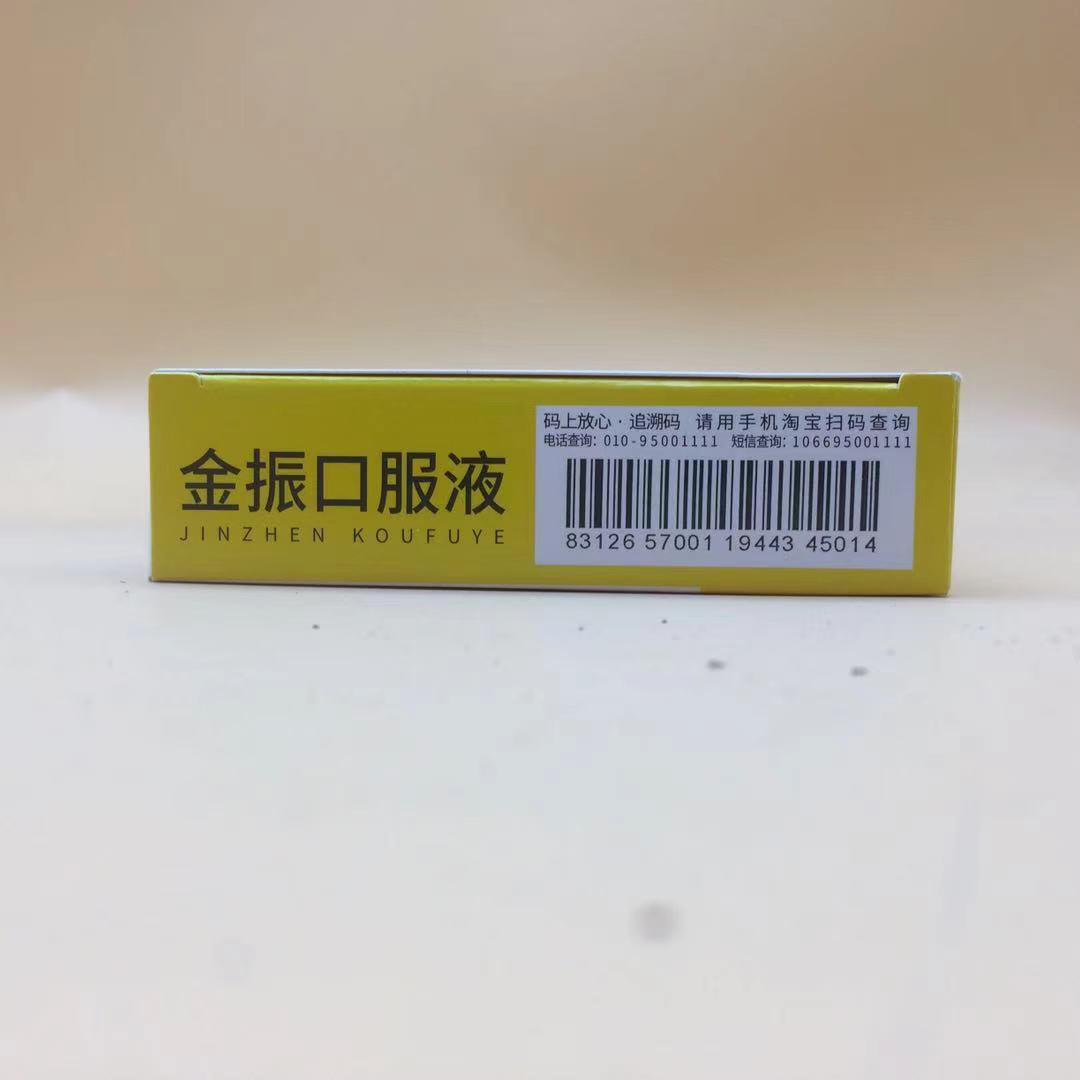 金振口服液
JINZHEN KOUFUYE
码上放心·追溯码 请用手机淘宝扫码查询
电话查询：010-95001111 短信查询：106695001111
83126 57001 19443 45014